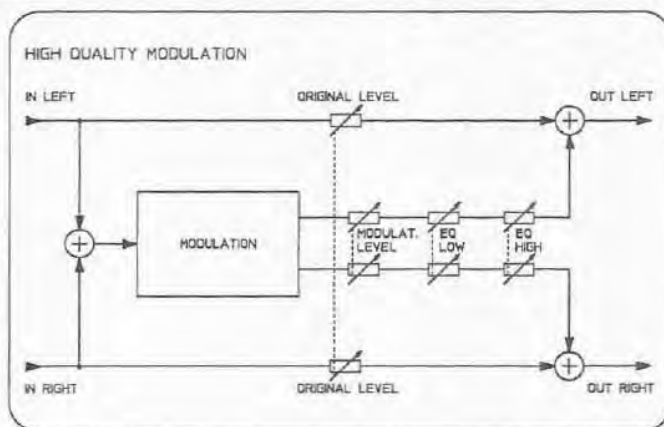 HIGH QUALITY MODULATION
IN LEFT
ORIGINAL LEVEL
OUT LEFT
MODULATION
MODULAT.
LEVEL
EQ
LOW
EQ
HIGH
IN RIGHT
ORIGINAL LEVEL
OUT RIGHT